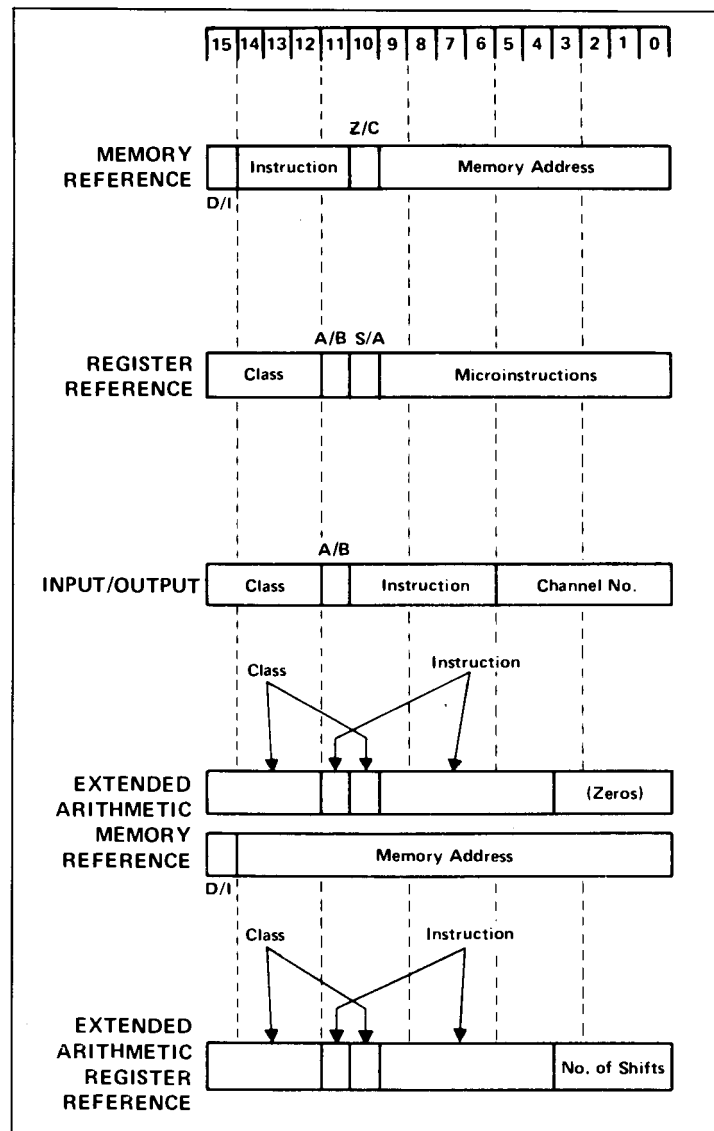 15 14 13 12 11 10 9 8 7 6 5 4 3 2 1 0
Z/C
MEMORY
REFERENCE
Instruction
Memory Address
D/I
A/B S/A
REGISTER
REFERENCE
Class
Microinstructions
A/B
INPUT/OUTPUT
Class
Instruction
Channel No.
Class
Instruction
EXTENDED
ARITHMETIC
MEMORY
REFERENCE
(Zeros)
Memory Address
D/I
Class
Instruction
EXTENDED
ARITHMETIC
REGISTER
REFERENCE
No. of Shifts